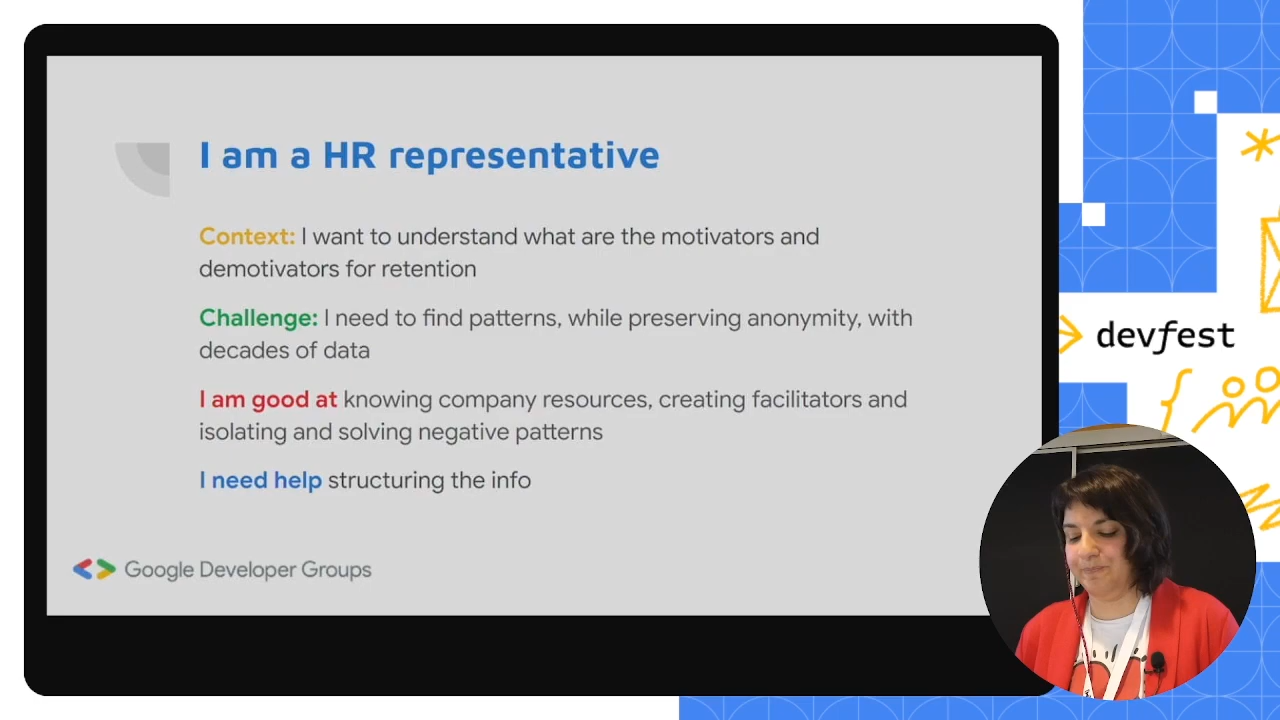 I am a HR representative
Context: I want to understand what are the motivators and
demotivators for retention
Challenge: I need to find patterns, while preserving anonymity, with
decades of data
I am good at knowing company resources, creating facilitators and
isolating and solving negative patterns
I need help structuring the info
Google Developer Groups
devfest